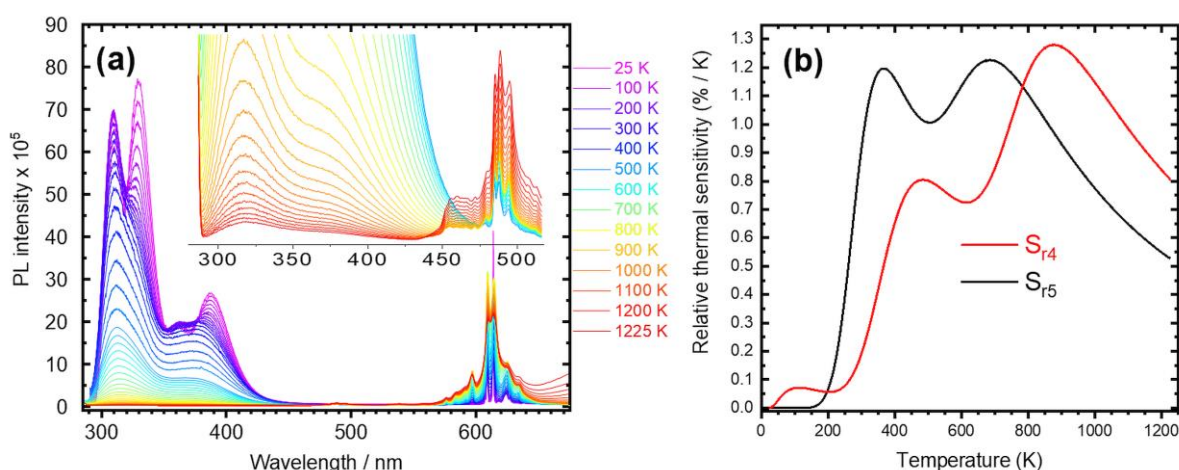 (a)
PL intensity x 10⁵
90
80
70
60
50
40
30
20
10
0
300
400
500
600
Wavelength / nm
300
350
400
450
500
25 K
100 K
200 K
300 K
400 K
500 K
600 K
700 K
800 K
900 K
1000 K
1100 K
1200 K
1225 K
(b)
Relative thermal sensitivity (% / K)
1.3
1.2
1.1
1.0
0.9
0.8
0.7
0.6
0.5
0.4
0.3
0.2
0.1
0.0
Sr4
Sr5
0
200
400
600
800
1000
1200
Temperature (K)